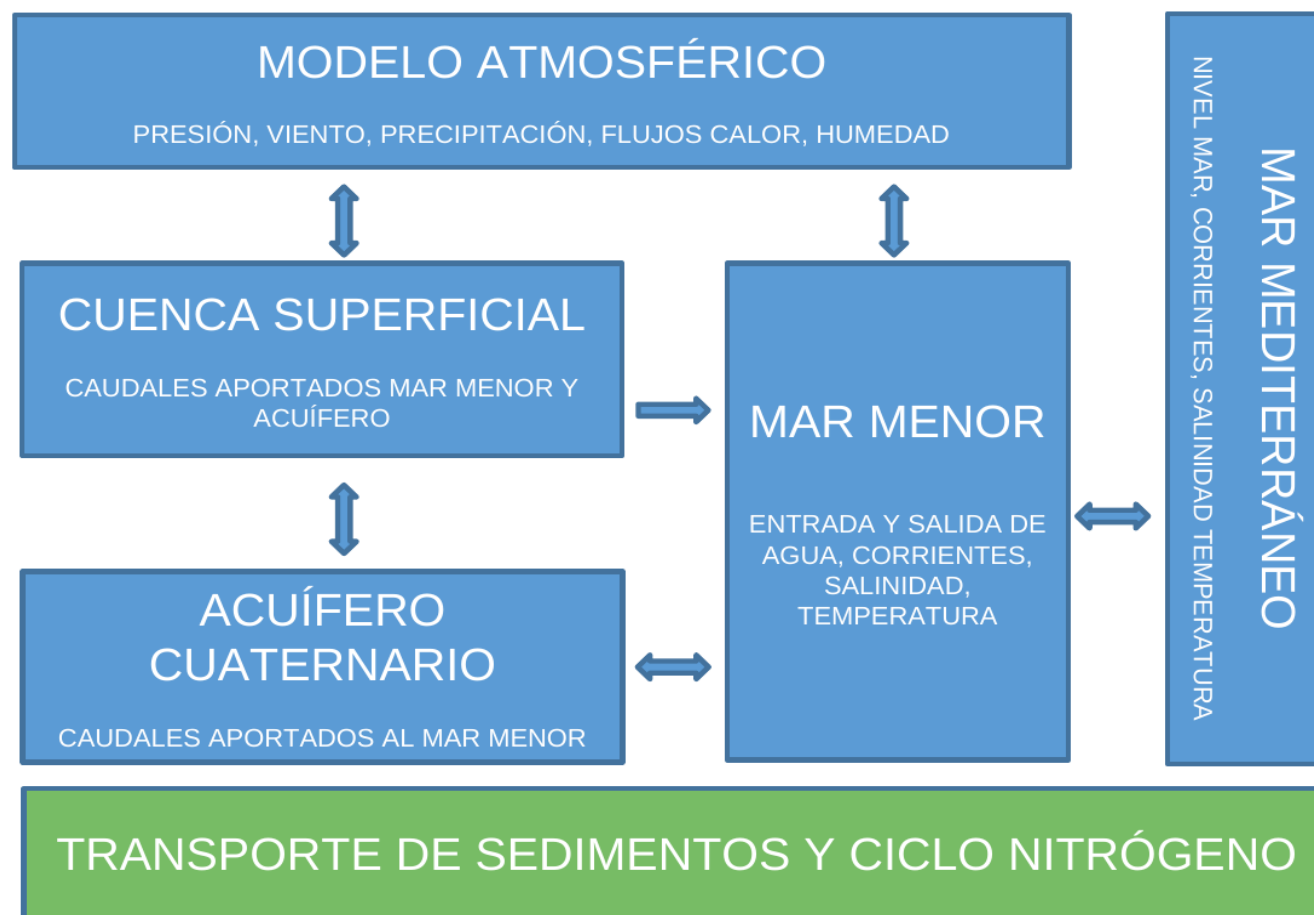 MODELO ATMOSFÉRICO
PRESIÓN, VIENTO, PRECIPITACIÓN, FLUJOS CALOR, HUMEDAD
CUENCA SUPERFICIAL
CAUDALES APORTADOS MAR MENOR Y
ACUÍFERO
ACUÍFERO
CUATERNARIO
CAUDALES APORTADOS AL MAR MENOR
MAR MENOR
ENTRADA Y SALIDA DE
AGUA, CORRIENTES,
SALINIDAD,
TEMPERATURA
MAR MEDITERRÁNEO
NIVEL MAR, CORRIENTES, SALINIDAD TEMPERATURA
TRANSPORTE DE SEDIMENTOS Y CICLO NITRÓGENO